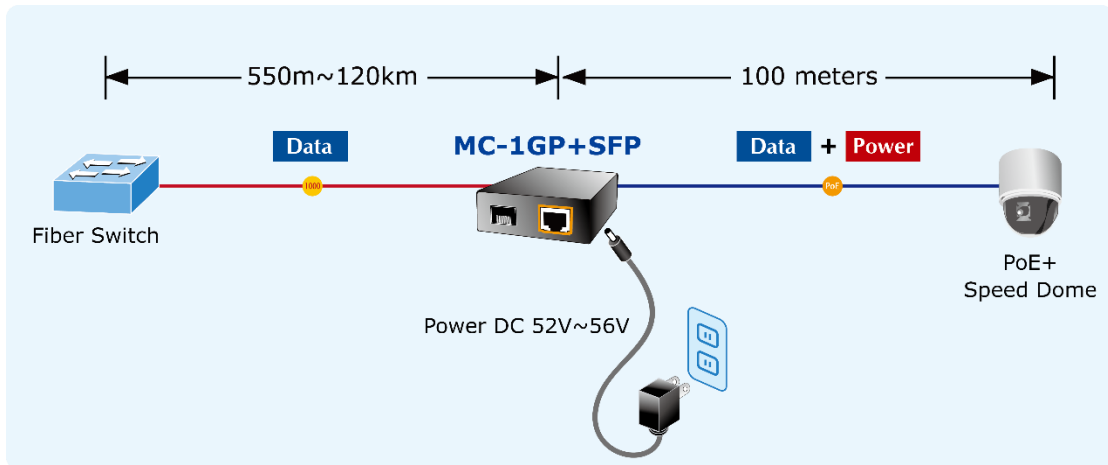 550m~120km
100 meters
Data
MC-1GP+SFP
Data + Power
1000
PoE
Fiber Switch
PoE+
Speed Dome
Power DC 52V~56V